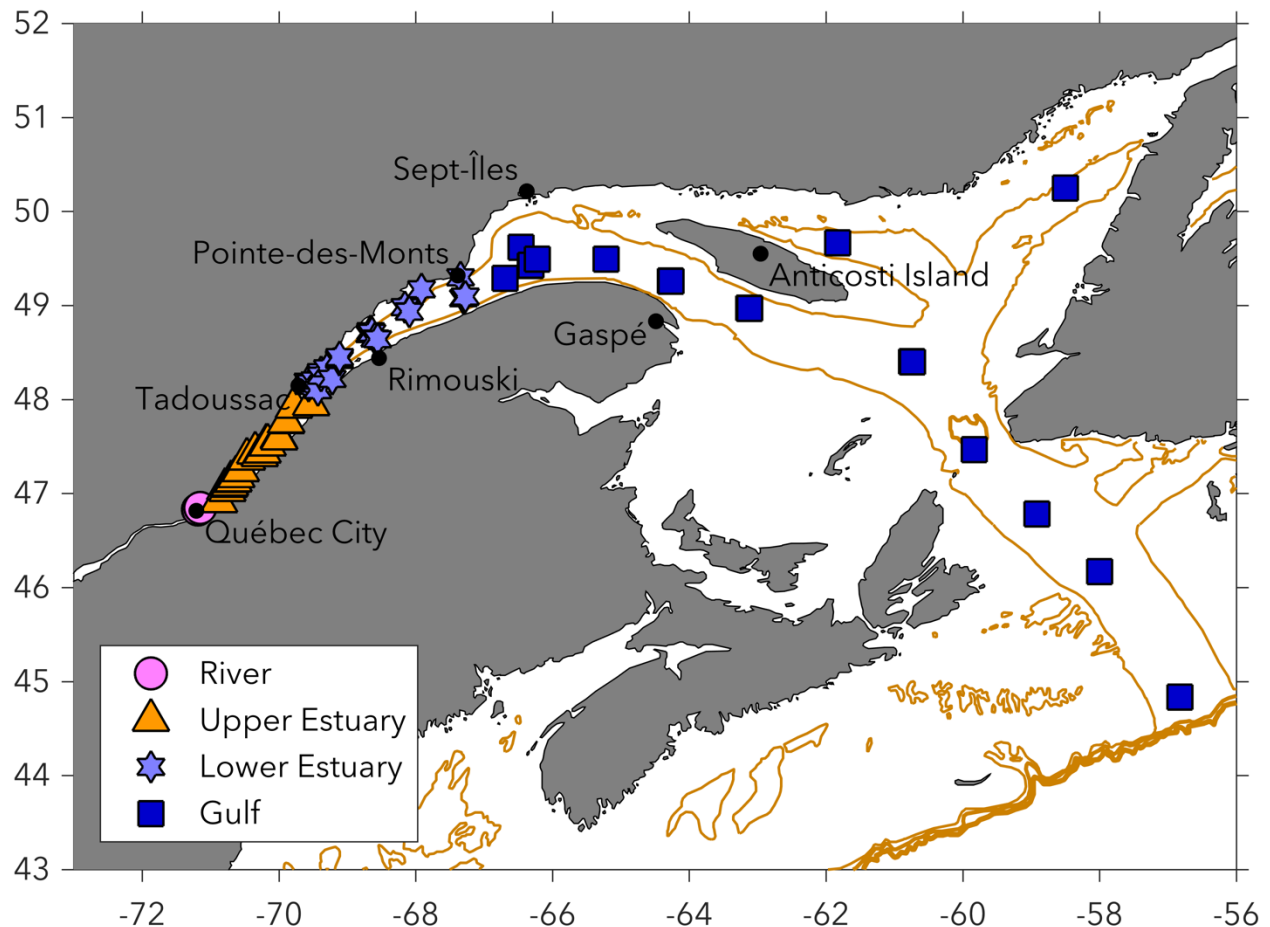 52
51
50
49
48
47
46
45
44
43
Sept-Îles
Pointe-des-Monts
Anticosti Island
Gaspé
Rimouski
Tadoussac
Québec City
River
Upper Estuary
Lower Estuary
Gulf
-72 -70 -68 -66 -64 -62 -60 -58 -56